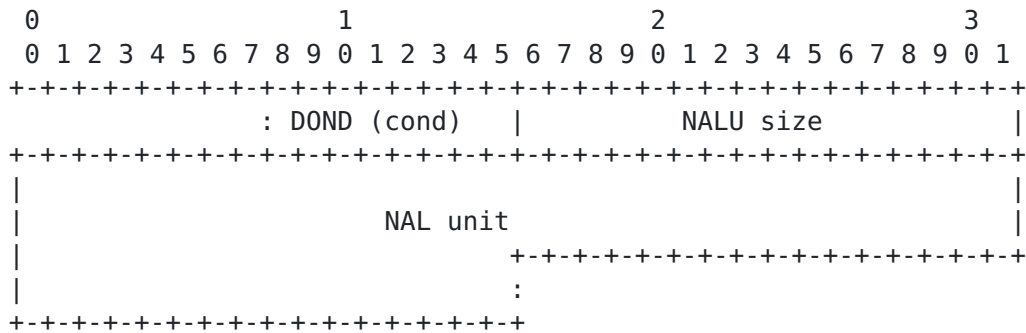 0                   1                   2                   3
 0 1 2 3 4 5 6 7 8 9 0 1 2 3 4 5 6 7 8 9 0 1 2 3 4 5 6 7 8 9 0 1
+-+-+-+-+-+-+-+-+-+-+-+-+-+-+-+-+-+-+-+-+-+-+-+-+-+-+-+-+-+-+-+-+
                : DOND (cond)   |          NALU size            |
+-+-+-+-+-+-+-+-+-+-+-+-+-+-+-+-+-+-+-+-+-+-+-+-+-+-+-+-+-+-+-+-+
|                                                               |
|                       NAL unit                                |
|                               +-+-+-+-+-+-+-+-+-+-+-+-+-+-+-+-+
|                               :
+-+-+-+-+-+-+-+-+-+-+-+-+-+-+-+-+